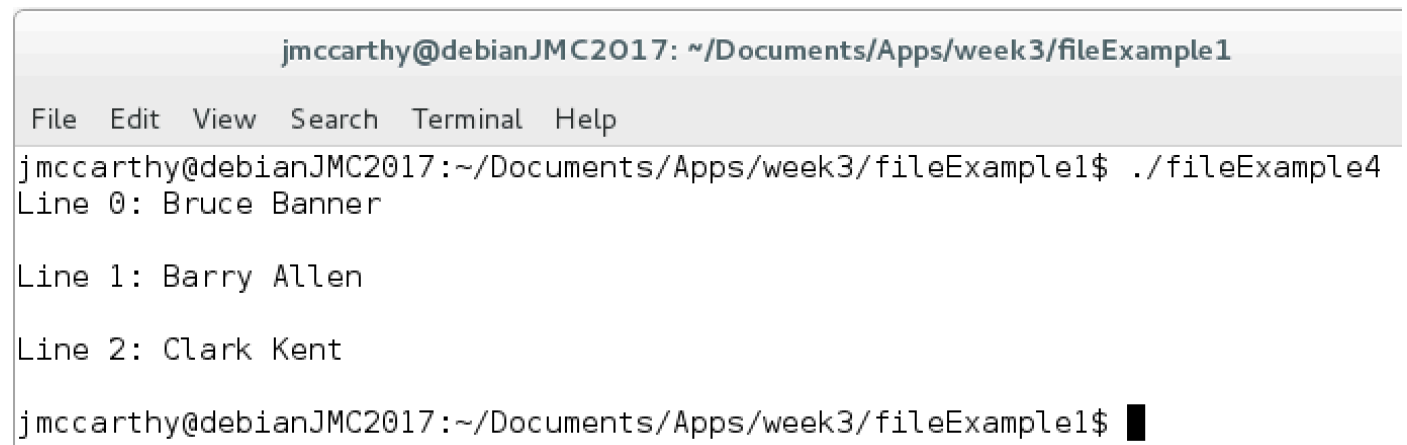 jmccarthy@debianJMC2017: ~/Documents/Apps/week3/fileExample1
File Edit View Search Terminal Help
jmccarthy@debianJMC2017:~/Documents/Apps/week3/fileExample1$ ./fileExample4
Line 0: Bruce Banner
Line 1: Barry Allen
Line 2: Clark Kent
jmccarthy@debianJMC2017:~/Documents/Apps/week3/fileExample1$